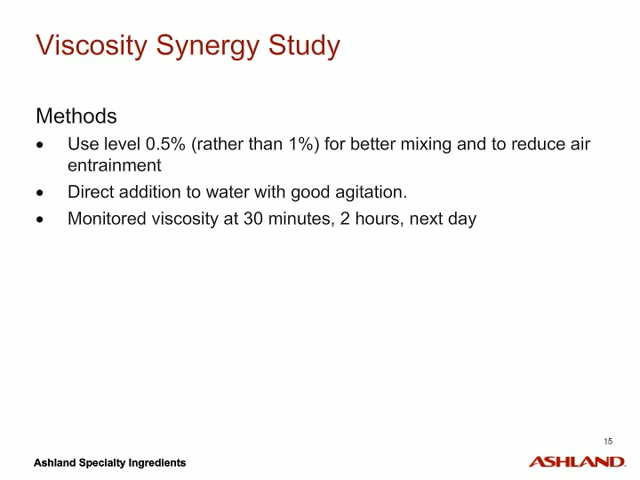 Viscosity Synergy Study
Methods
• Use level 0.5% (rather than 1%) for better mixing and to reduce air
entrainment
• Direct addition to water with good agitation.
• Monitored viscosity at 30 minutes, 2 hours, next day
15
Ashland Specialty Ingredients
ASHLAND.